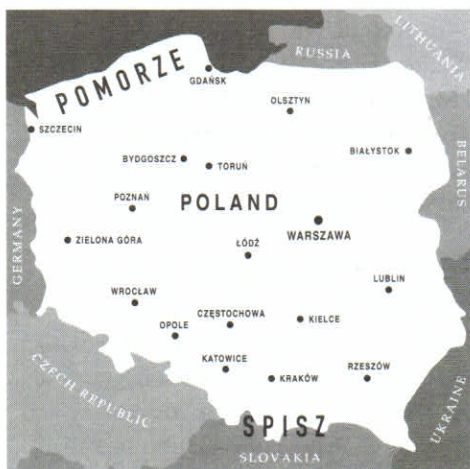 LITHUANIA
RUSSIA
POMORZE
GDAŃSK
OLSZTYN
SZCZECIN
BIAŁYSTOK
BELARUS
BYDGOSZCZ
TORUŃ
POZNAŃ
POLAND
WARSZAWA
GERMANY
ZIELONA GÓRA
ŁÓDŹ
LUBLIN
WROCŁAW
CZĘSTOCHOWA
KIELCE
OPOLE
KATOWICE
KRAKÓW
RZESZÓW
CZECH REPUBLIC
UKRAINE
SPISZ
SLOVAKIA